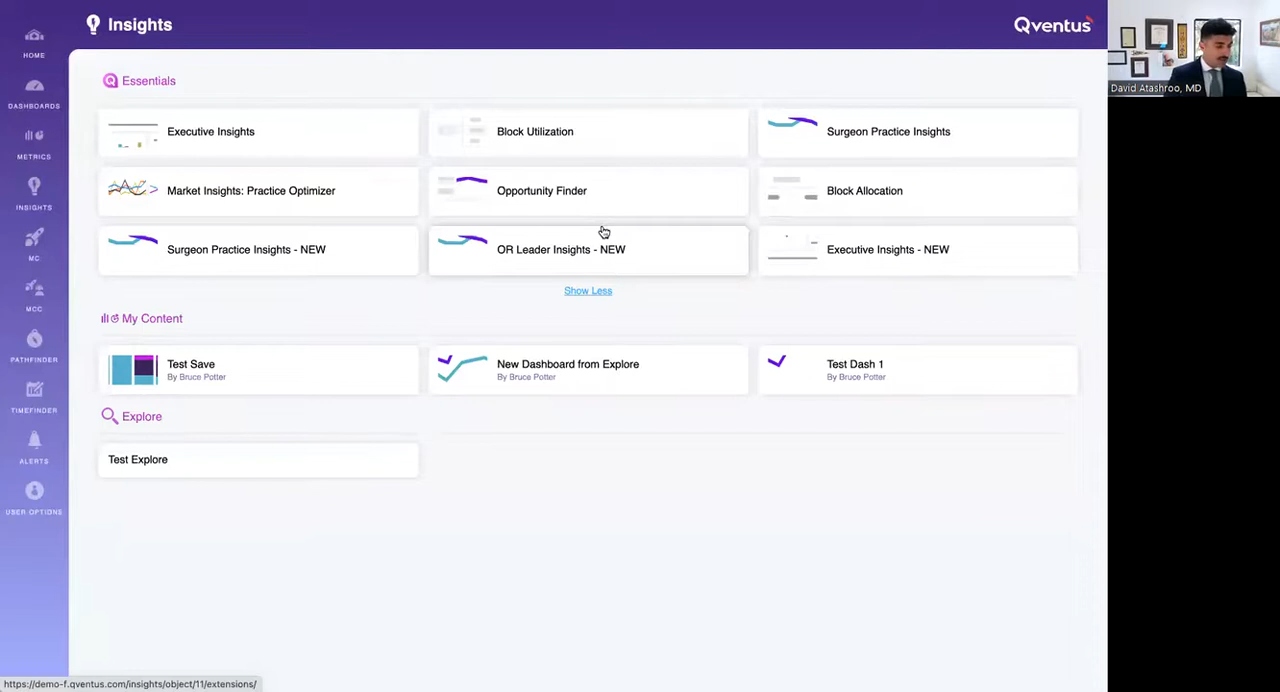 Insights
Qventus
HOME
DASHBOARDS
METRICS
INSIGHTS
MC
MCC
PATHFINDER
TIMEFINDER
ALERTS
USER OPTIONS
Essentials
Executive Insights
Block Utilization
Surgeon Practice Insights
Market Insights: Practice Optimizer
Opportunity Finder
Block Allocation
Surgeon Practice Insights - NEW
OR Leader Insights - NEW
Executive Insights - NEW
Show Less
My Content
Test Save
By Bruce Potter
New Dashboard from Explore
By Bruce Potter
Test Dash 1
By Bruce Potter
Explore
Test Explore
David Atashroo, MD
https://demo-f.qventus.com/insights/object/11/extensions/